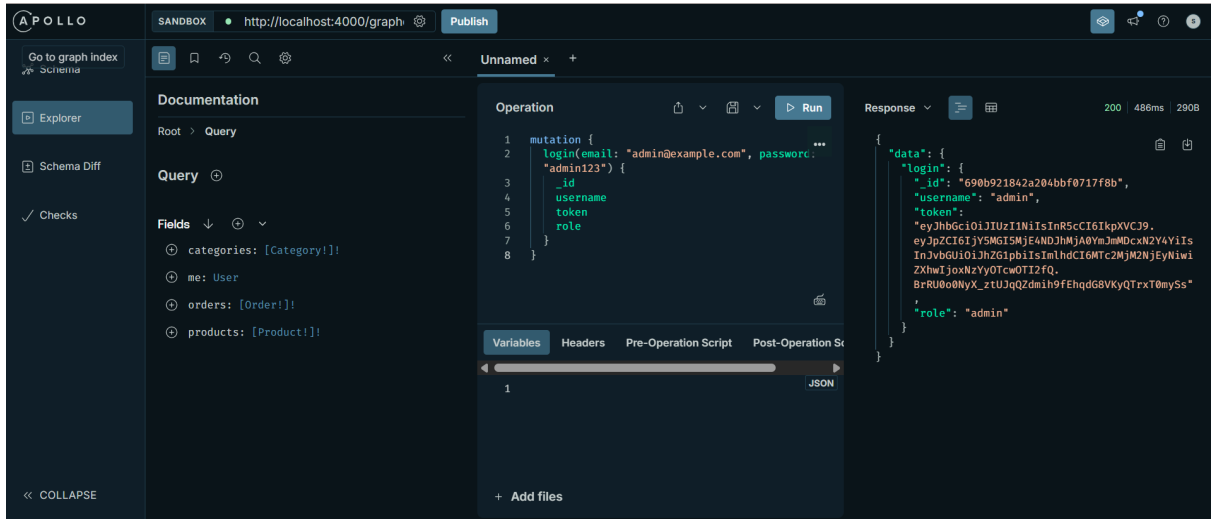 APOLLO
SANDBOX http://localhost:4000/graph Publish
S
Go to graph index
Schema
Explorer
Schema Diff
Checks
COLLAPSE
Documentation
Root > Query
Query
Fields
categories: [Category!]!
me: User
orders: [Order!]!
products: [Product!]!
Unnamed × +
Operation
Run
1 mutation {
2 login(email: "admin@example.com", password:
"admin123") {
3 _id
4 username
5 token
6 role
7 }
8 }
...
Variables Headers Pre-Operation Script Post-Operation Sc
1
JSON
+ Add files
Response
200 486ms 290B
{
"data": {
"login": {
"_id": "690b921842a204bbf0717f8b",
"username": "admin",
"token":
"eyJhbGciOiJIUzI1NiIsInR5cCI6IkpXVCJ9.
eyJpZCI6IjY5MGI5MjE4NDJhMjA0YmJmMDcxN2Y4YiIs
InJvbGUiOiJhZG1pbiIsImlhdCI6MTc2MjM2NjEyNiwi
ZXhwIjoxNzYyOTcwOTI2fQ.
BrRU0o0NyX_ztUJqQZdmih9fEhqdG8VKyQTrxT0mySs"
,
"role": "admin"
}
}
}